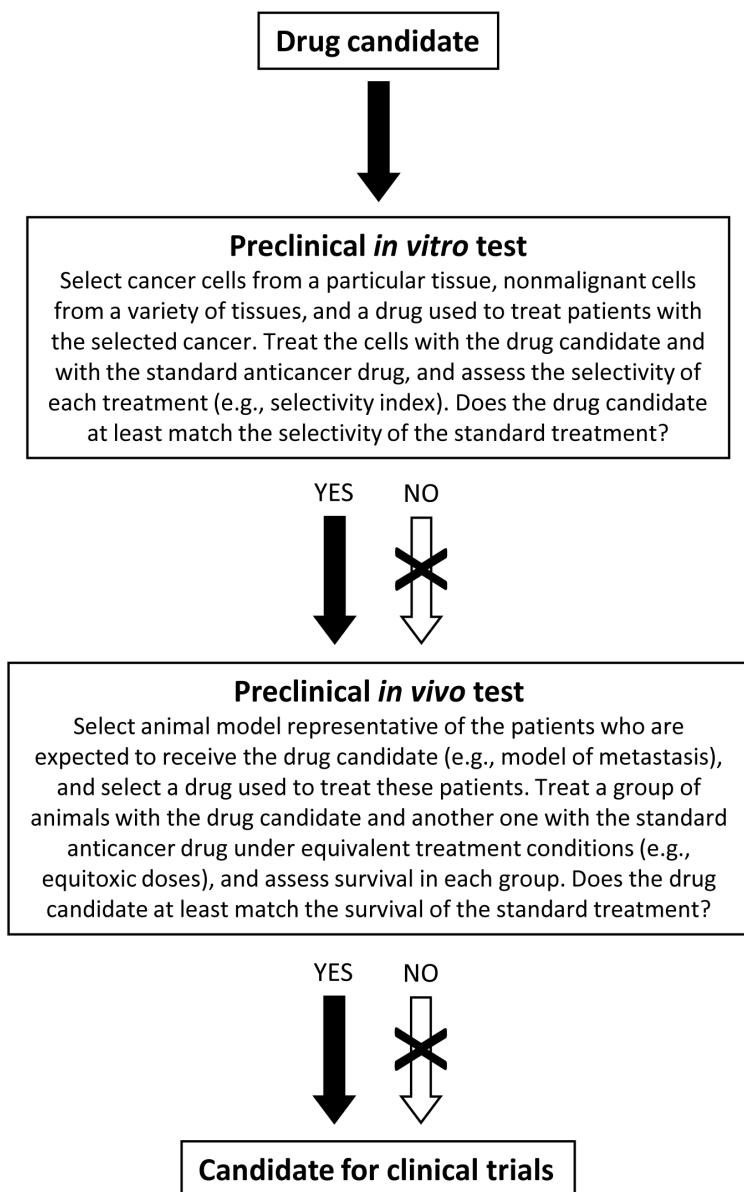 Drug candidate
Preclinical in vitro test
Select cancer cells from a particular tissue, nonmalignant cells
from a variety of tissues, and a drug used to treat patients with
the selected cancer. Treat the cells with the drug candidate and
with the standard anticancer drug, and assess the selectivity of
each treatment (e.g., selectivity index). Does the drug candidate
at least match the selectivity of the standard treatment?
YES NO
Preclinical in vivo test
Select animal model representative of the patients who are
expected to receive the drug candidate (e.g., model of metastasis),
and select a drug used to treat these patients. Treat a group of
animals with the drug candidate and another one with the standard
anticancer drug under equivalent treatment conditions (e.g.,
equitoxic doses), and assess survival in each group. Does the drug
candidate at least match the survival of the standard treatment?
YES NO
Candidate for clinical trials